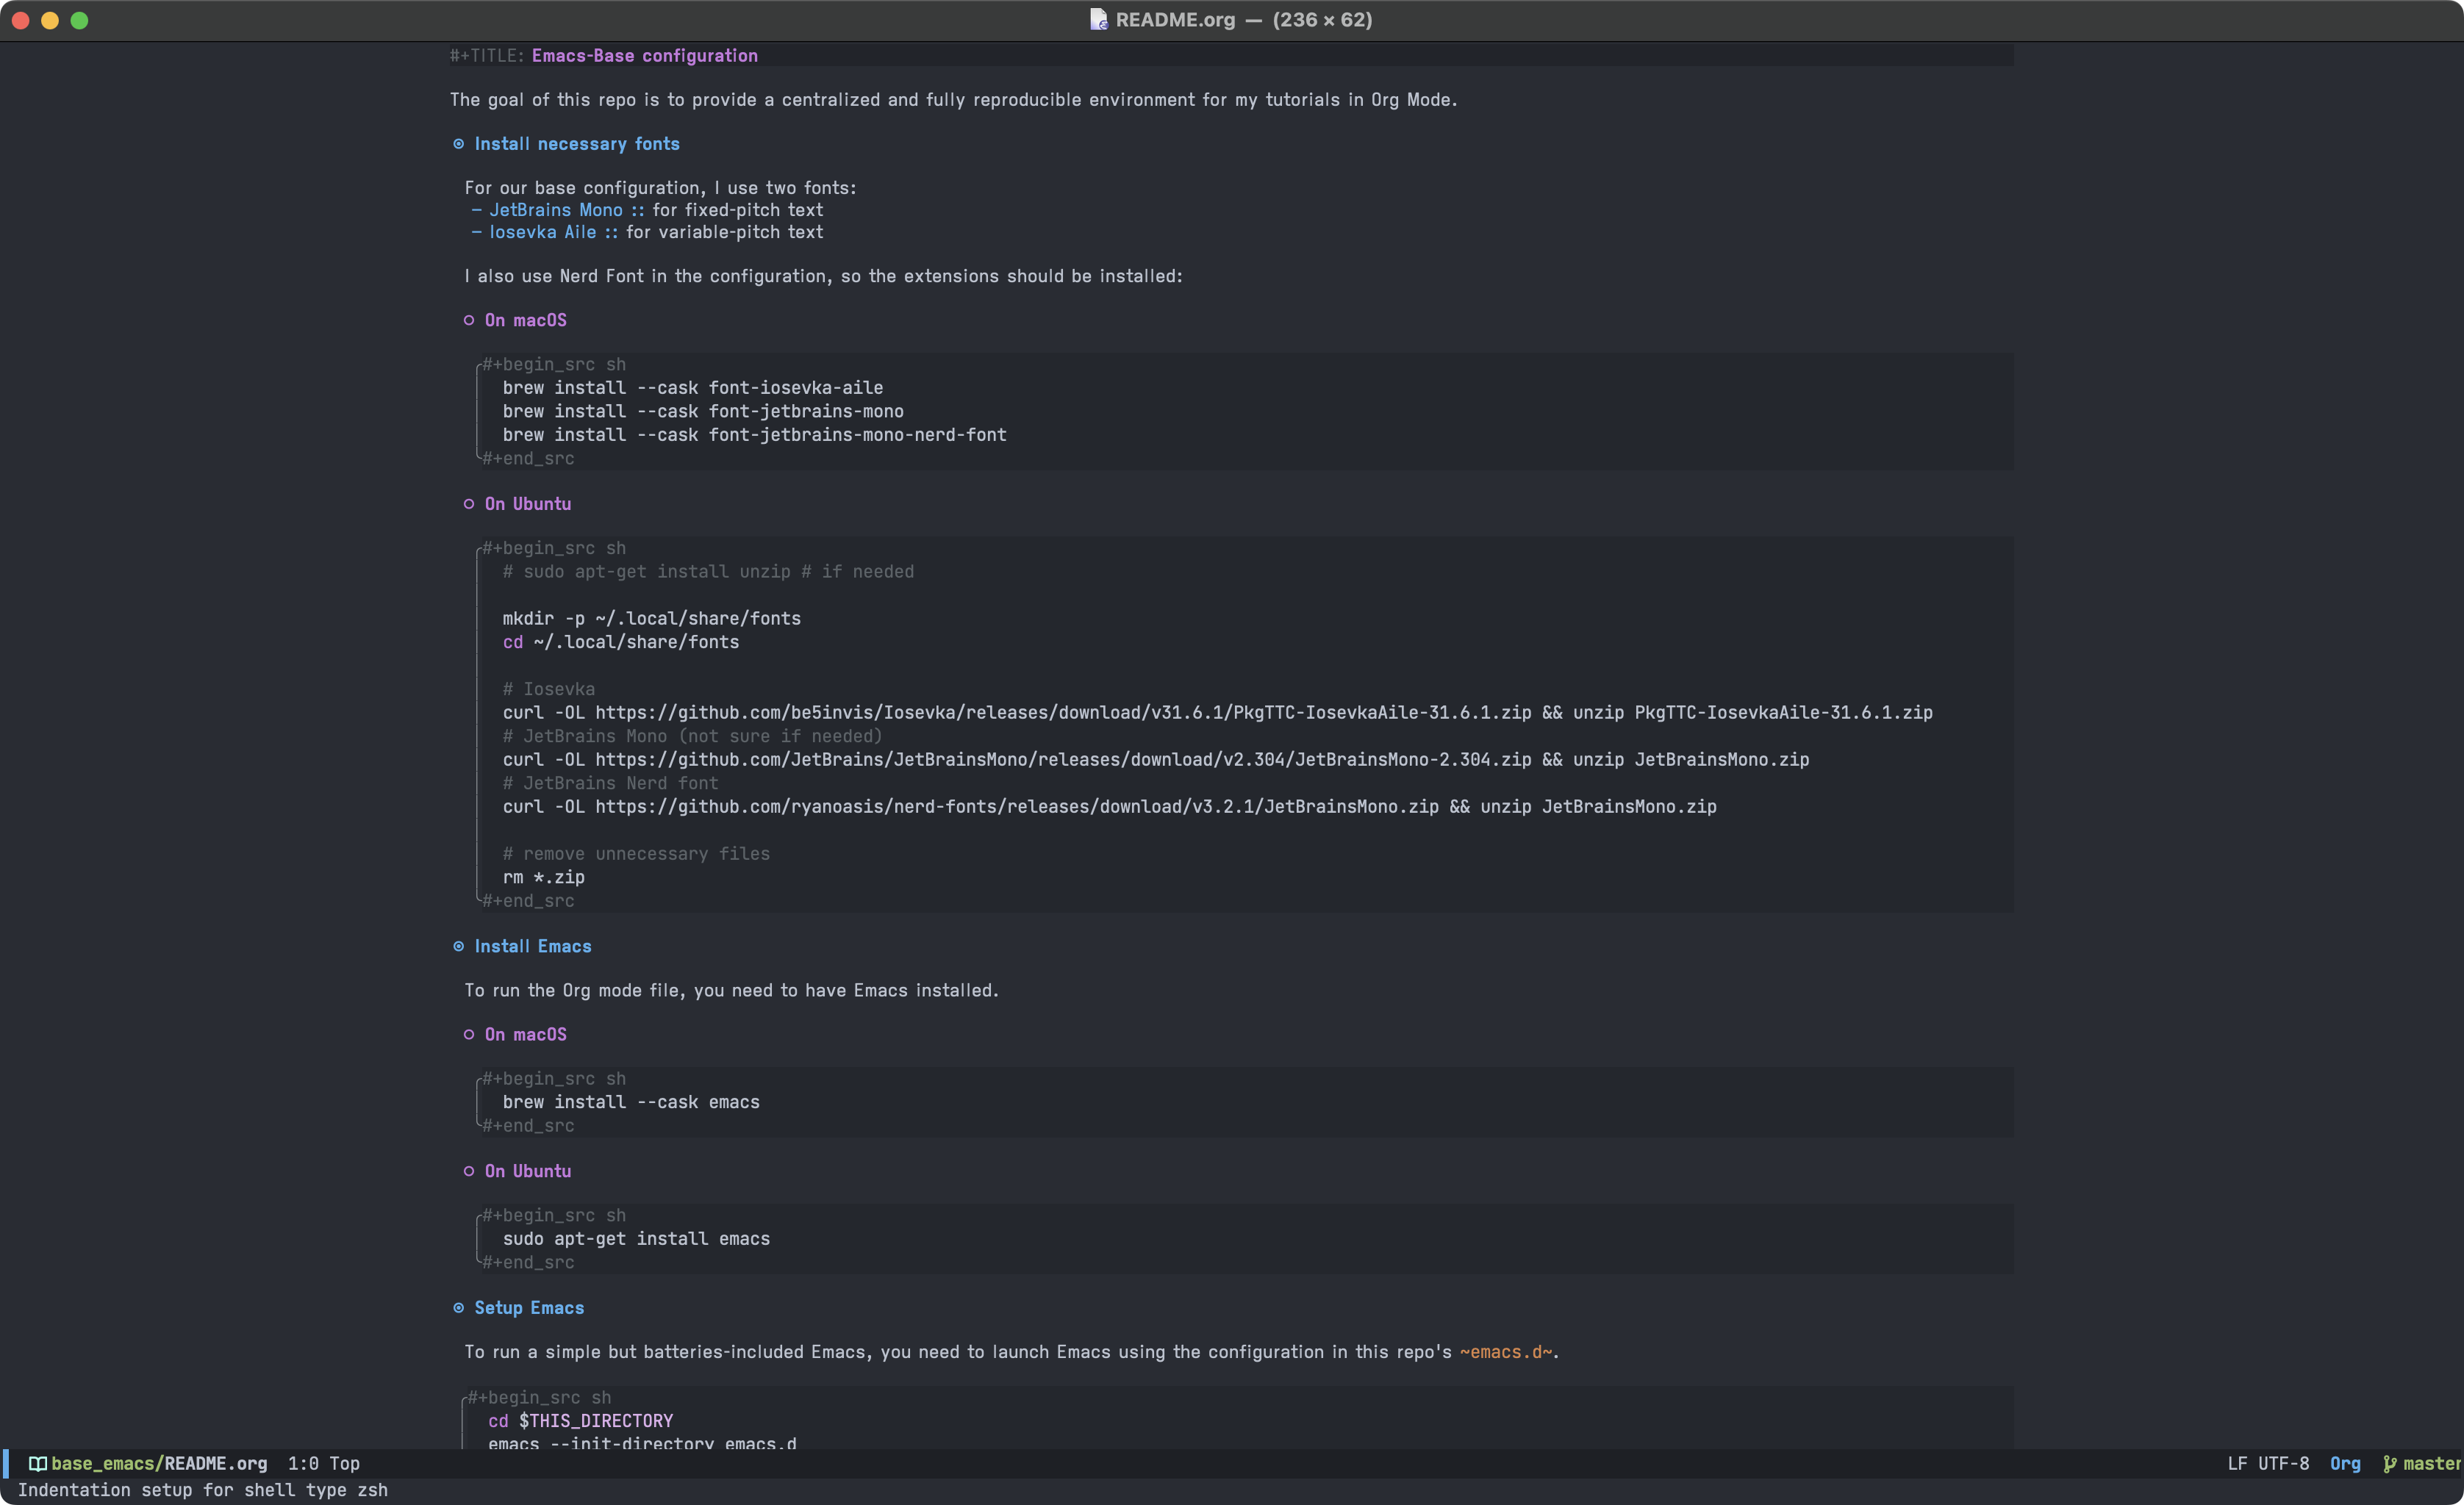 README.org — (236 × 62)
#+TITLE: Emacs-Base configuration
The goal of this repo is to provide a centralized and fully reproducible environment for my tutorials in Org Mode.
Install necessary fonts
For our base configuration, I use two fonts:
– JetBrains Mono :: for fixed-pitch text
– Iosevka Aile :: for variable-pitch text
I also use Nerd Font in the configuration, so the extensions should be installed:
On macOS
#+begin_src sh
brew install --cask font-iosevka-aile
brew install --cask font-jetbrains-mono
brew install --cask font-jetbrains-mono-nerd-font
#+end_src
On Ubuntu
#+begin_src sh
# sudo apt-get install unzip # if needed
mkdir -p ~/.local/share/fonts
cd ~/.local/share/fonts
# Iosevka
curl -OL https://github.com/be5invis/Iosevka/releases/download/v31.6.1/PkgTTC-IosevkaAile-31.6.1.zip && unzip PkgTTC-IosevkaAile-31.6.1.zip
# JetBrains Mono (not sure if needed)
curl -OL https://github.com/JetBrains/JetBrainsMono/releases/download/v2.304/JetBrainsMono-2.304.zip && unzip JetBrainsMono.zip
# JetBrains Nerd font
curl -OL https://github.com/ryanoasis/nerd-fonts/releases/download/v3.2.1/JetBrainsMono.zip && unzip JetBrainsMono.zip
# remove unnecessary files
rm *.zip
#+end_src
Install Emacs
To run the Org mode file, you need to have Emacs installed.
On macOS
#+begin_src sh
brew install --cask emacs
#+end_src
On Ubuntu
#+begin_src sh
sudo apt-get install emacs
#+end_src
Setup Emacs
To run a simple but batteries-included Emacs, you need to launch Emacs using the configuration in this repo's ~emacs.d~.
#+begin_src sh
cd $THIS_DIRECTORY
emacs --init-directory emacs.d
base_emacs/README.org 1:0 Top LF UTF-8 Org master
Indentation setup for shell type zsh